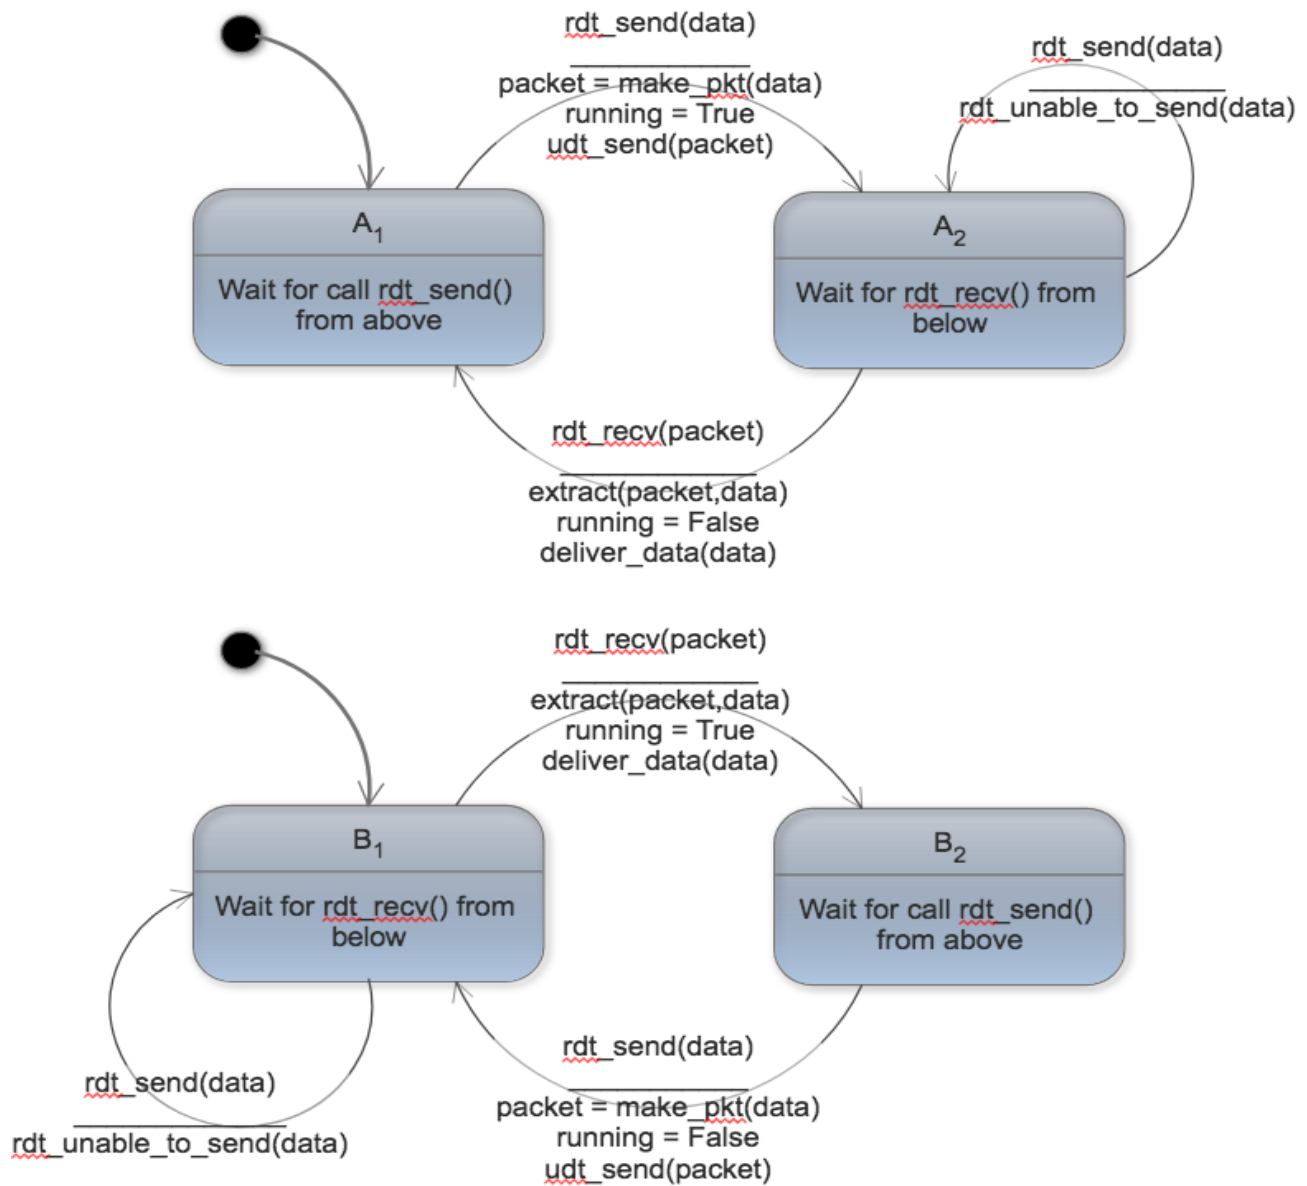 rdt_send(data)
packet = make_pkt(data)
running = True
udt_send(packet)
rdt_send(data)
rdt_unable_to_send(data)
A1
Wait for call rdt_send()
from above
A2
Wait for rdt_recv() from
below
rdt_recv(packet)
extract(packet,data)
running = False
deliver_data(data)
rdt_recv(packet)
extract(packet,data)
running = True
deliver_data(data)
B1
Wait for rdt_recv() from
below
B2
Wait for call rdt_send()
from above
rdt_send(data)
rdt_unable_to_send(data)
rdt_send(data)
packet = make_pkt(data)
running = False
udt_send(packet)